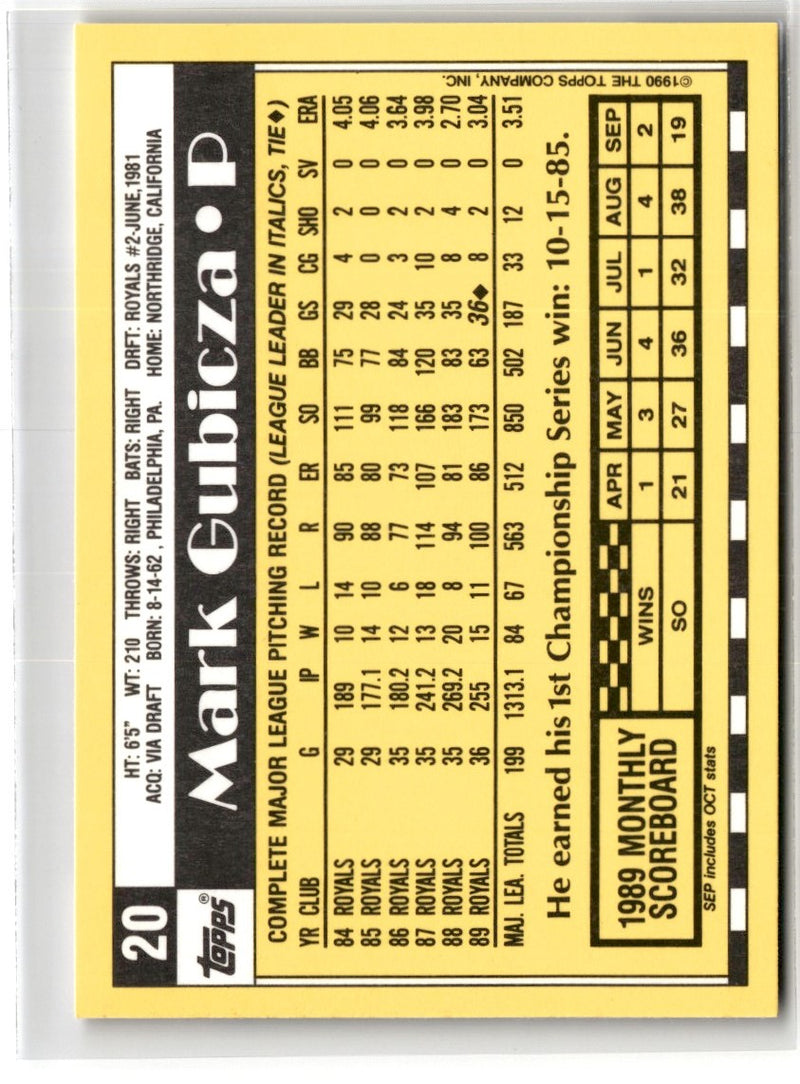 20
HT: 6'5" WT: 210 THROWS: RIGHT BATS: RIGHT DRFT: ROYALS #2-JUNE,1981
ACQ: VIA DRAFT BORN: 8-14-62 , PHILADELPHIA, PA. HOME: NORTHRIDGE, CALIFORNIA
TOPPS®
Mark Gubicza • P
COMPLETE MAJOR LEAGUE PITCHING RECORD (LEAGUE LEADER IN ITALICS, TIE◆)
YR CLUB G IP W L R ER SO BB GS CG SHO SV ERA
84 ROYALS 29 189 10 14 90 85 111 75 29 4 2 0 4.05
85 ROYALS 29 177.1 14 10 88 80 99 77 28 0 0 0 4.06
86 ROYALS 35 180.2 12 6 77 73 118 84 24 3 2 0 3.64
87 ROYALS 35 241.2 13 18 114 107 166 120 35 10 2 0 3.98
88 ROYALS 35 269.2 20 8 94 81 183 83 35 8 4 0 2.70
89 ROYALS 36 255 15 11 100 86 173 63 36◆ 8 2 0 3.04
MAJ. LEA. TOTALS 199 1313.1 84 67 563 512 850 502 187 33 12 0 3.51
He earned his 1st Championship Series win: 10-15-85.
1989 MONTHLY
SCOREBOARD
APR MAY JUN JUL AUG SEP
WINS 1 3 4 1 4 2
SO 21 27 36 32 38 19
SEP includes OCT stats
©1990 THE TOPPS COMPANY, INC.